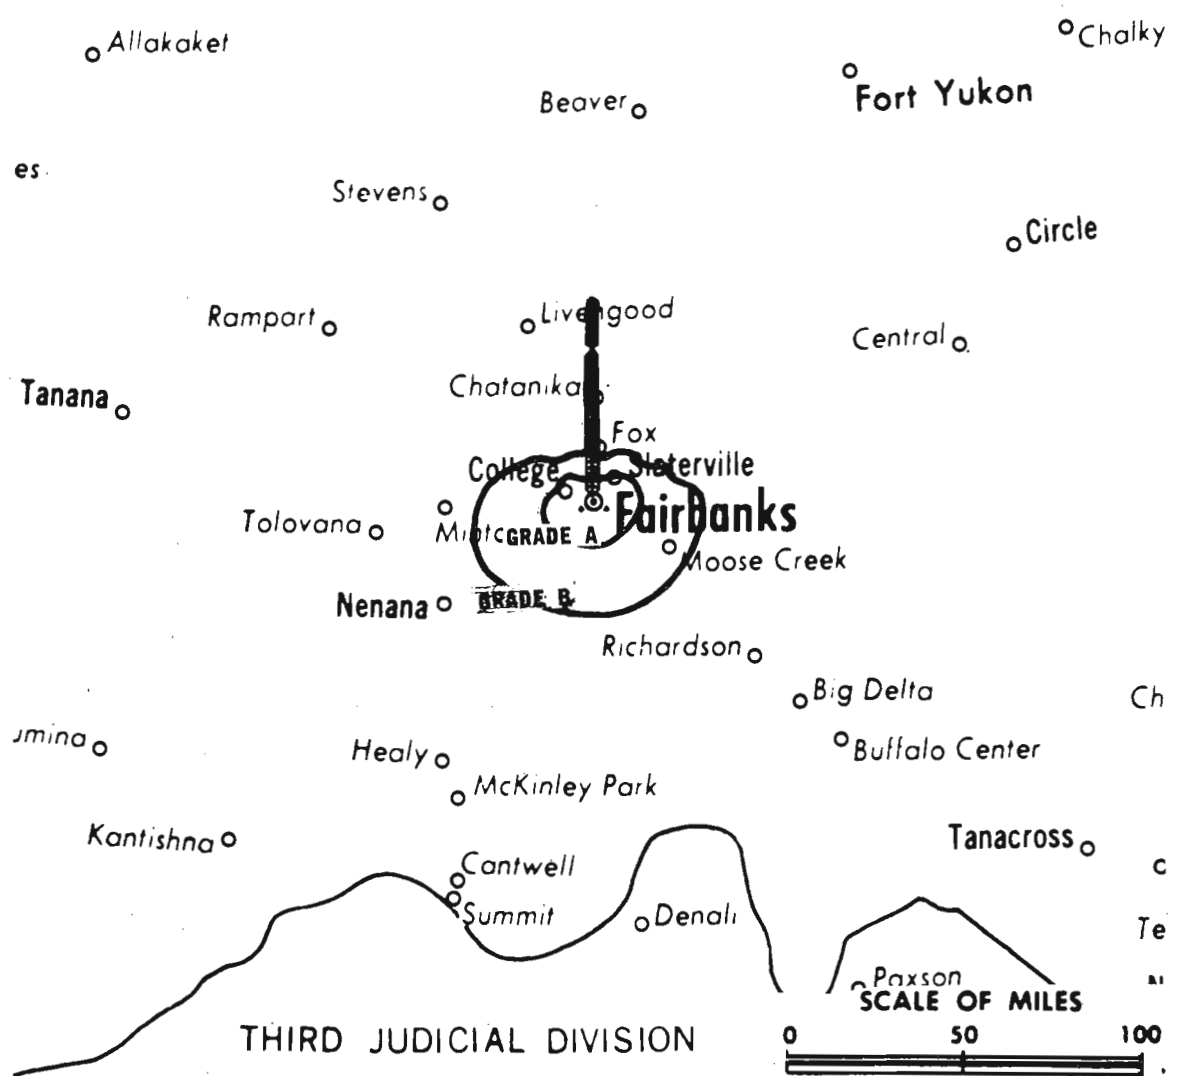 Allakaket
Chalky
Fort Yukon
Beaver
es
Stevens
Circle
Rampart
Livengood
Central
Tanana
Chatanika
Fox
College
Slaterville
Fairbanks
Tolovana
GRADE A
Moose Creek
Nenana
GRADE B
Richardson
Big Delta
Ch
umina
Healy
Buffalo Center
McKinley Park
Kantishna
Tanacross
Cantwell
Summit
Denali
Te
Paxson
SCALE OF MILES
THIRD JUDICIAL DIVISION
0 50 100